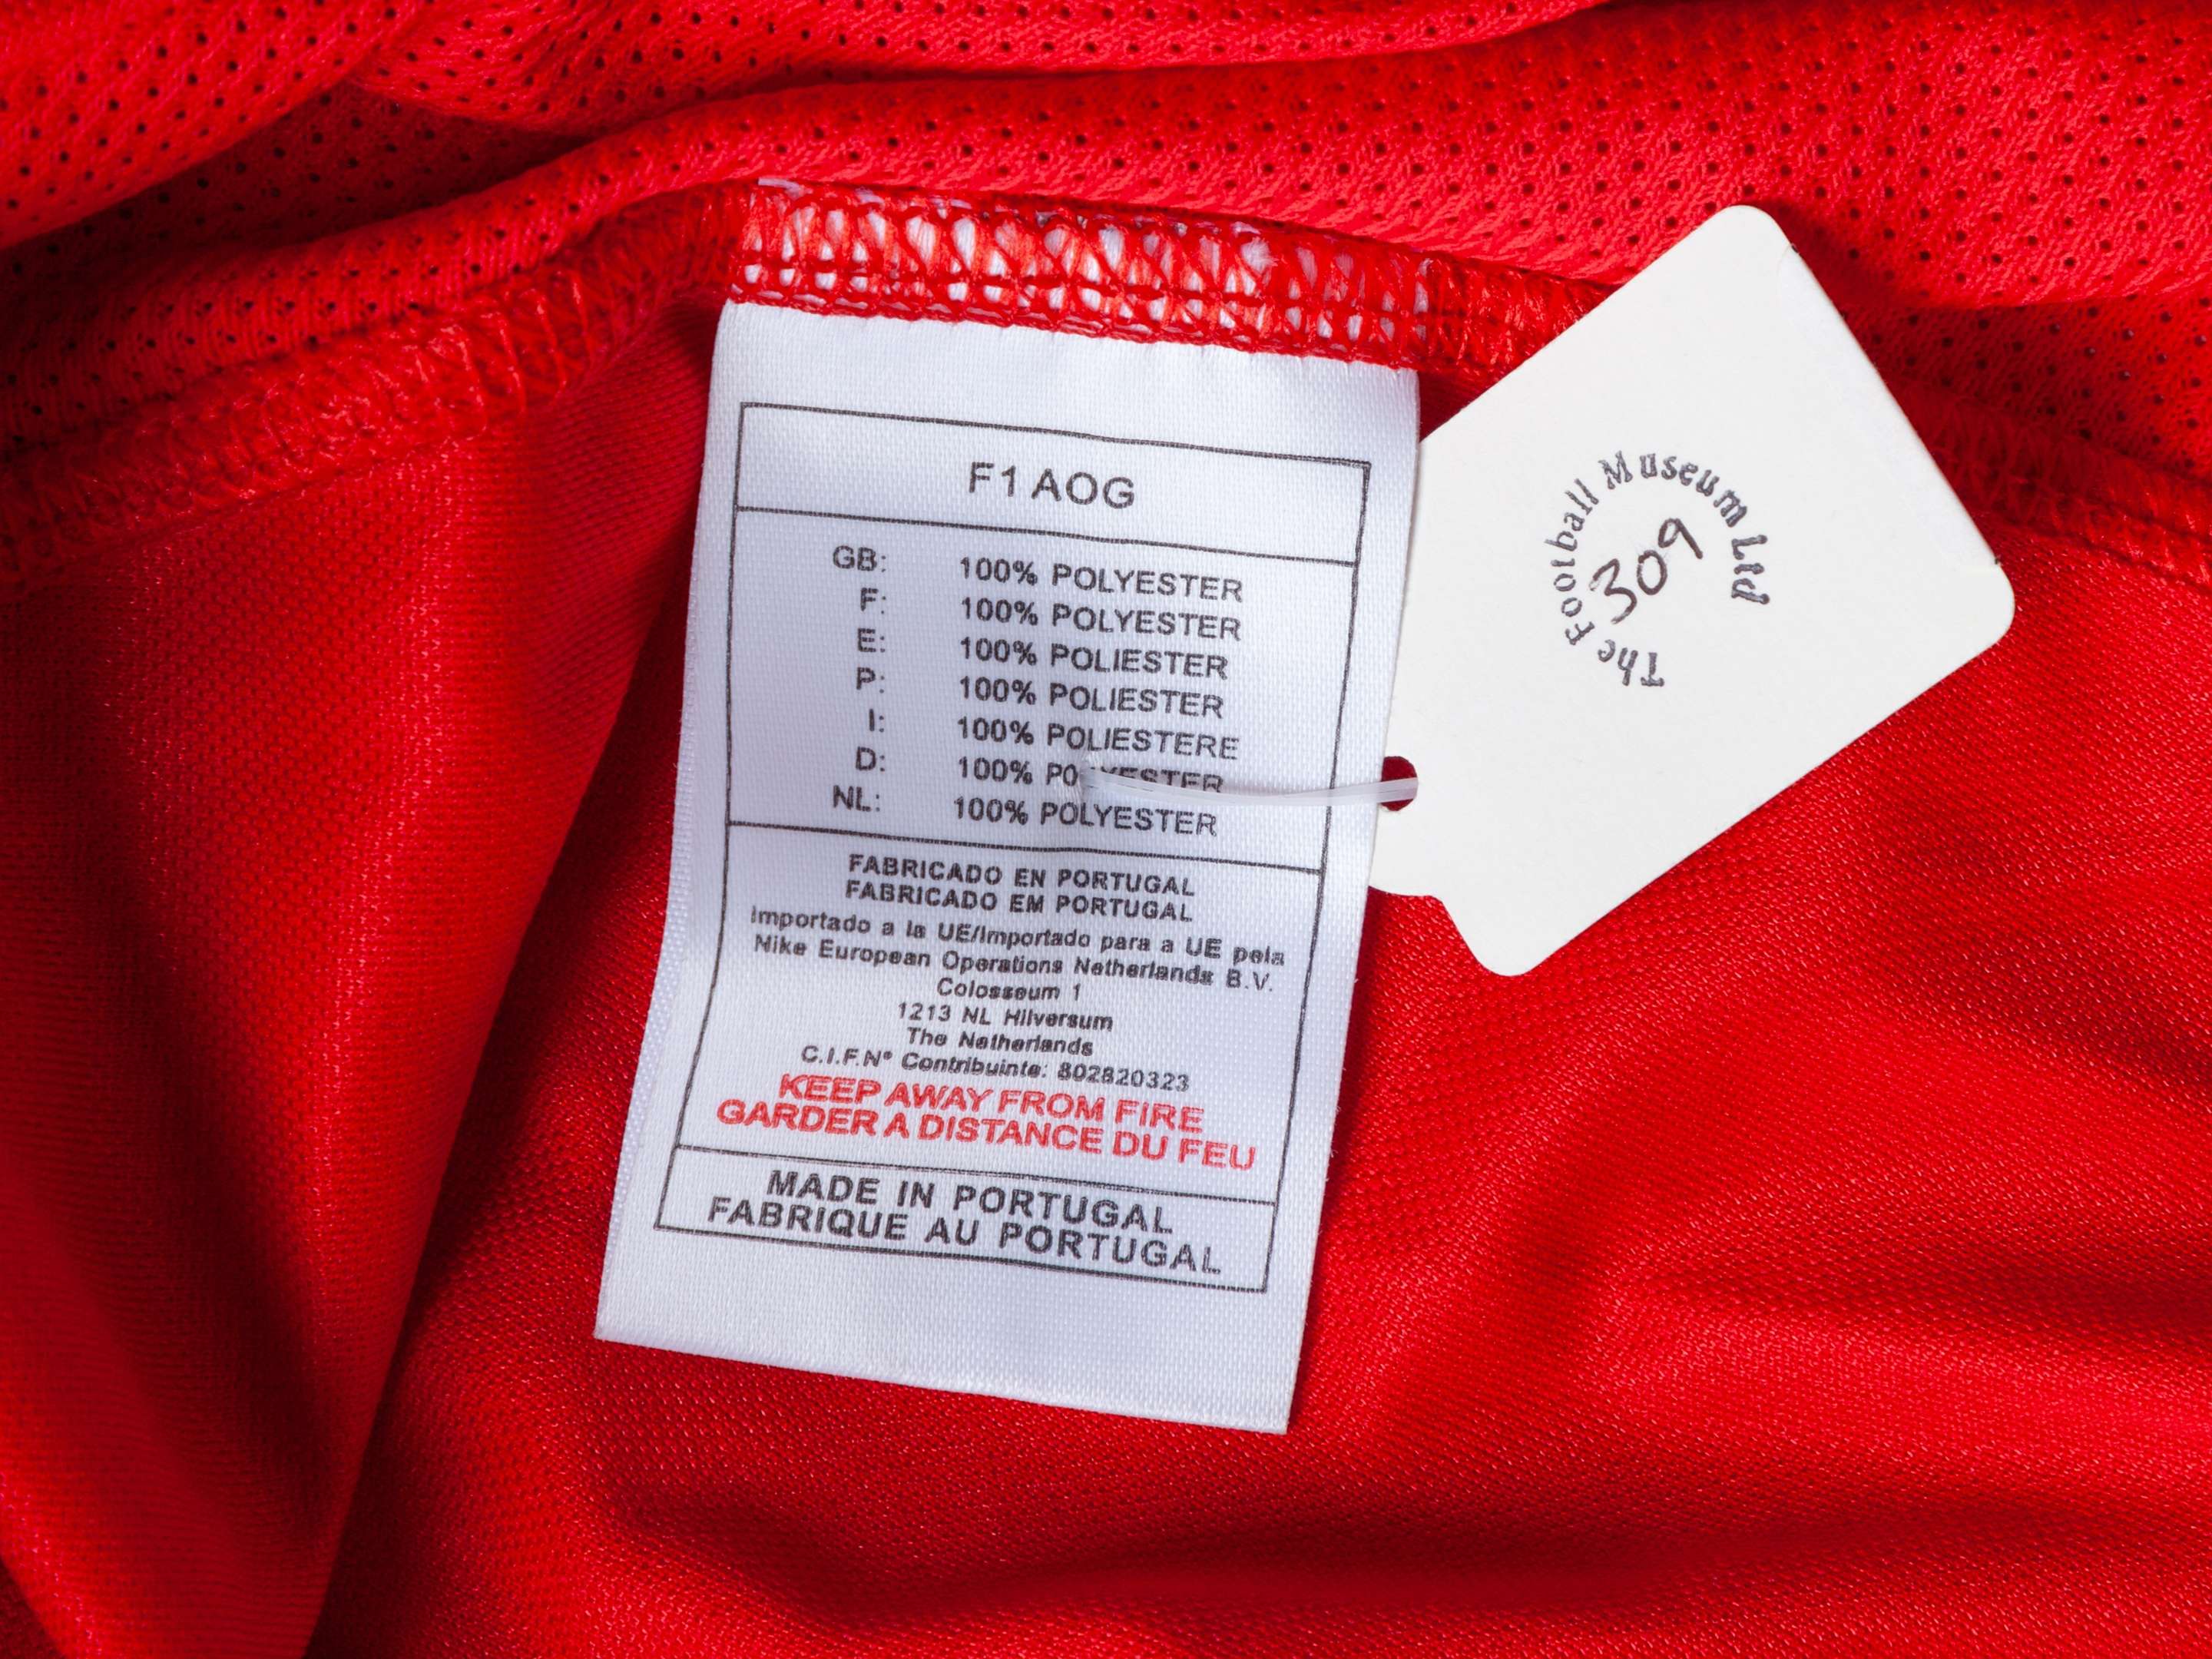 F1 AOG
GB: 100% POLYESTER
F: 100% POLYESTER
E: 100% POLIESTER
P: 100% POLIESTER
I: 100% POLIESTERE
D: 100% POLYESTER
NL: 100% POLYESTER
FABRICADO EN PORTUGAL
FABRICADO EM PORTUGAL
Importado a la UE/Importado para a UE pela
Nike European Operations Netherlands B.V.
Colosseum 1
1213 NL Hilversum
The Netherlands
C.I.F.Nº Contribuinte: 802820323
KEEP AWAY FROM FIRE
GARDER A DISTANCE DU FEU
MADE IN PORTUGAL
FABRIQUE AU PORTUGAL
The Football Museum Ltd
309